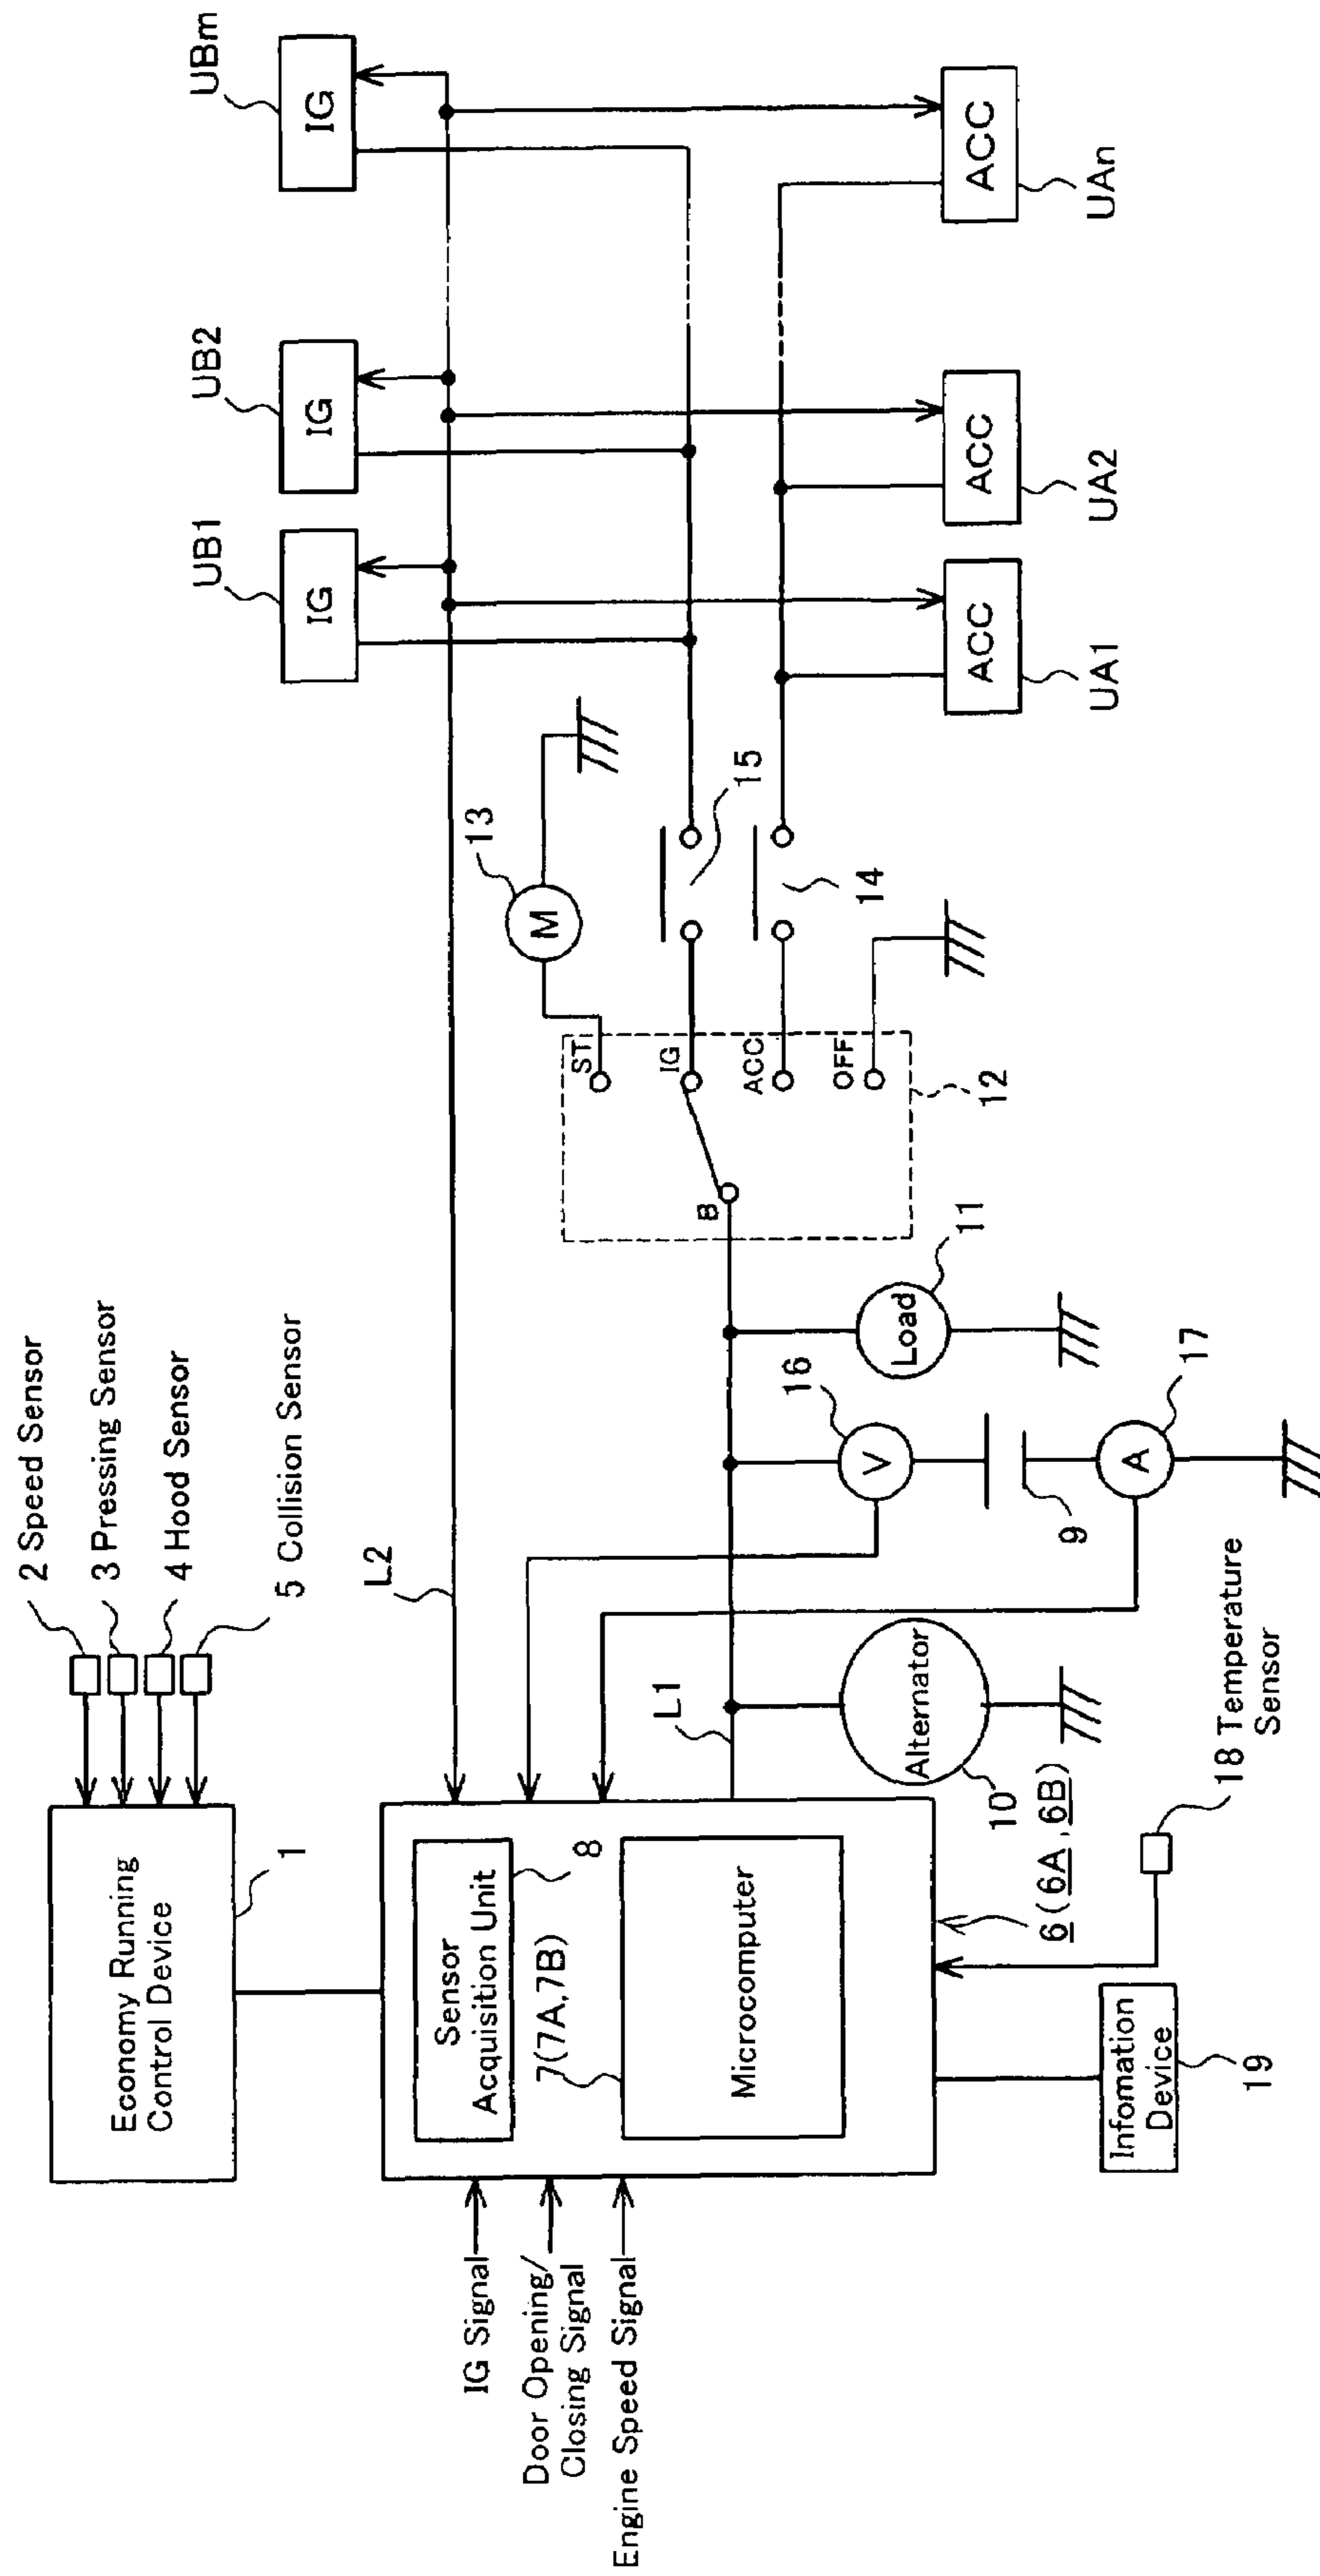 2 Speed Sensor
3 Pressing Sensor
4 Hood Sensor
5 Collision Sensor
Economy Running
Control Device
1
UB1
UB2
UBm
IG
IG
IG
L2
13
M
15
14
Sensor
Acquisition Unit
8
7(7A,7B)
Microcomputer
IG Signal
Door Opening/
Closing Signal
Engine Speed Signal
L1
B
ST
IG
ACC
OFF
12
Alternator
10
16
V
9
A
17
Load
11
ACC
ACC
ACC
UA1
UA2
UAn
6 (6A,6B)
18 Temperature
Sensor
Infomation
Device
19